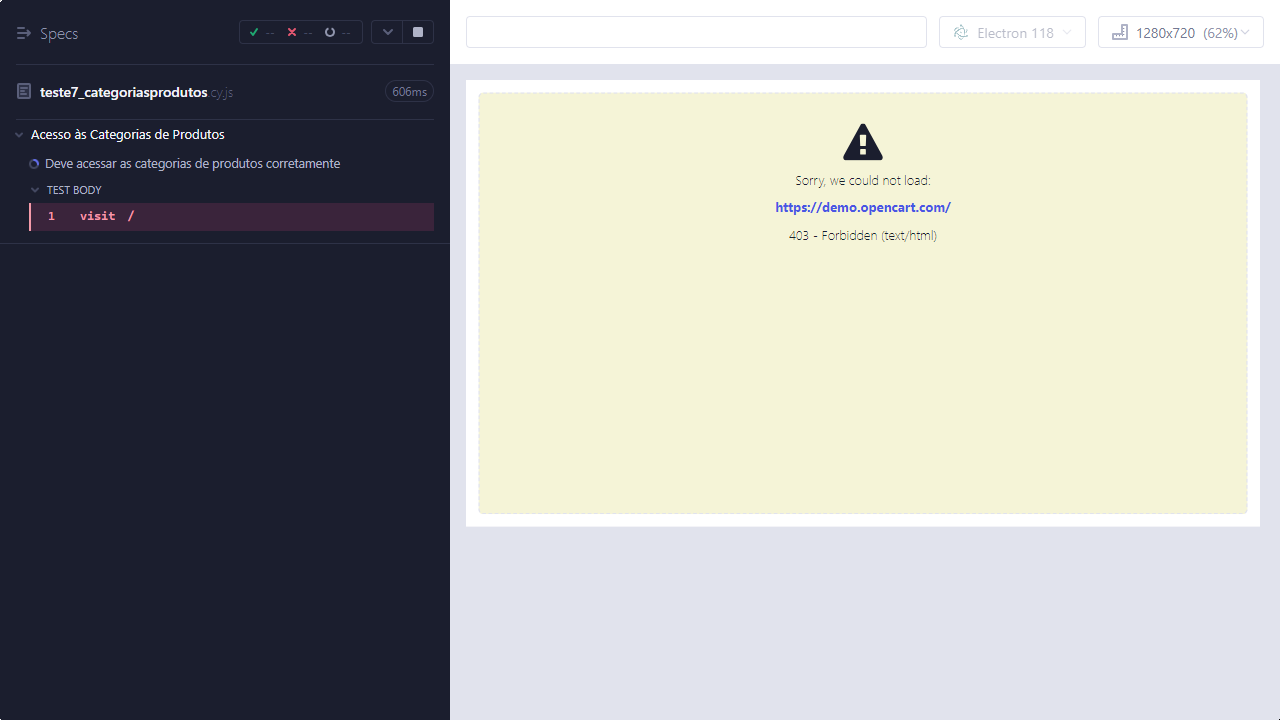 Specs
-- -- --
teste7_categoriasprodutos cy.js
606ms
Acesso às Categorias de Produtos
Deve acessar as categorias de produtos corretamente
TEST BODY
1 visit /
Electron 118
1280x720 (62%)
Sorry, we could not load:
https://demo.opencart.com/
403 - Forbidden (text/html)